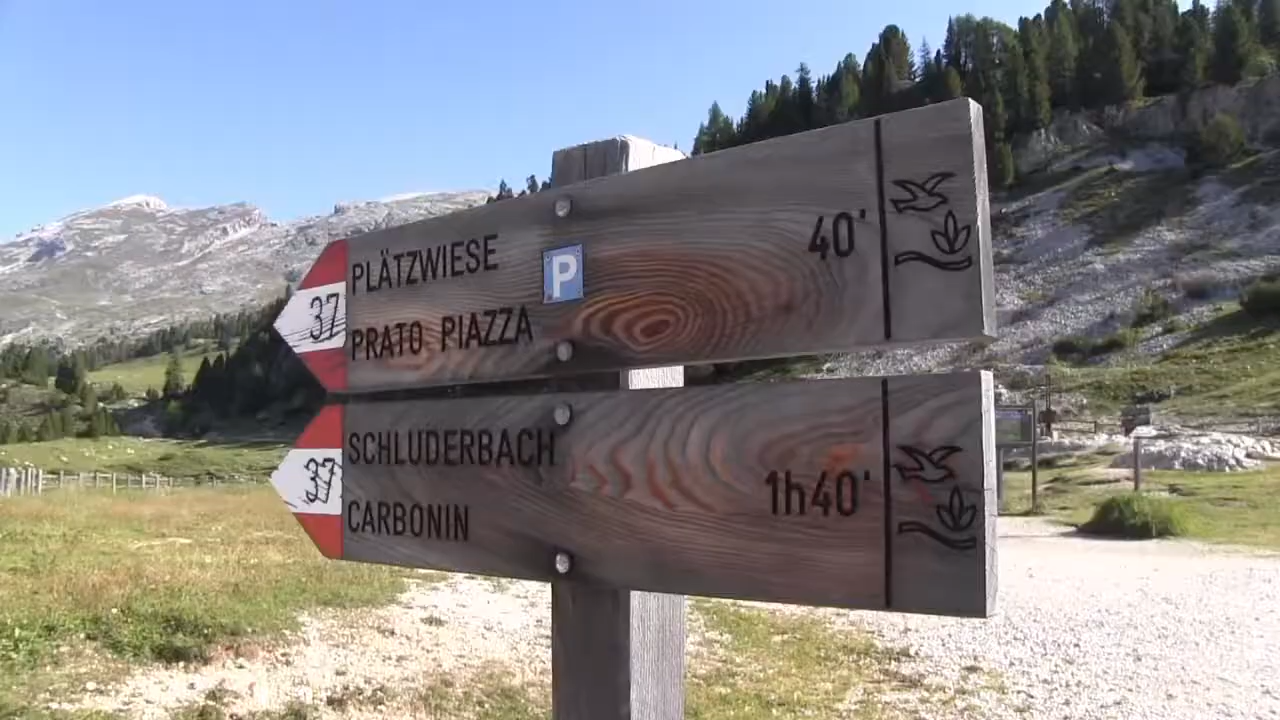 PLÄTZWIESE P 40'
37
PRATO PIAZZA
SCHLUDERBACH
37 1h40'
CARBONIN